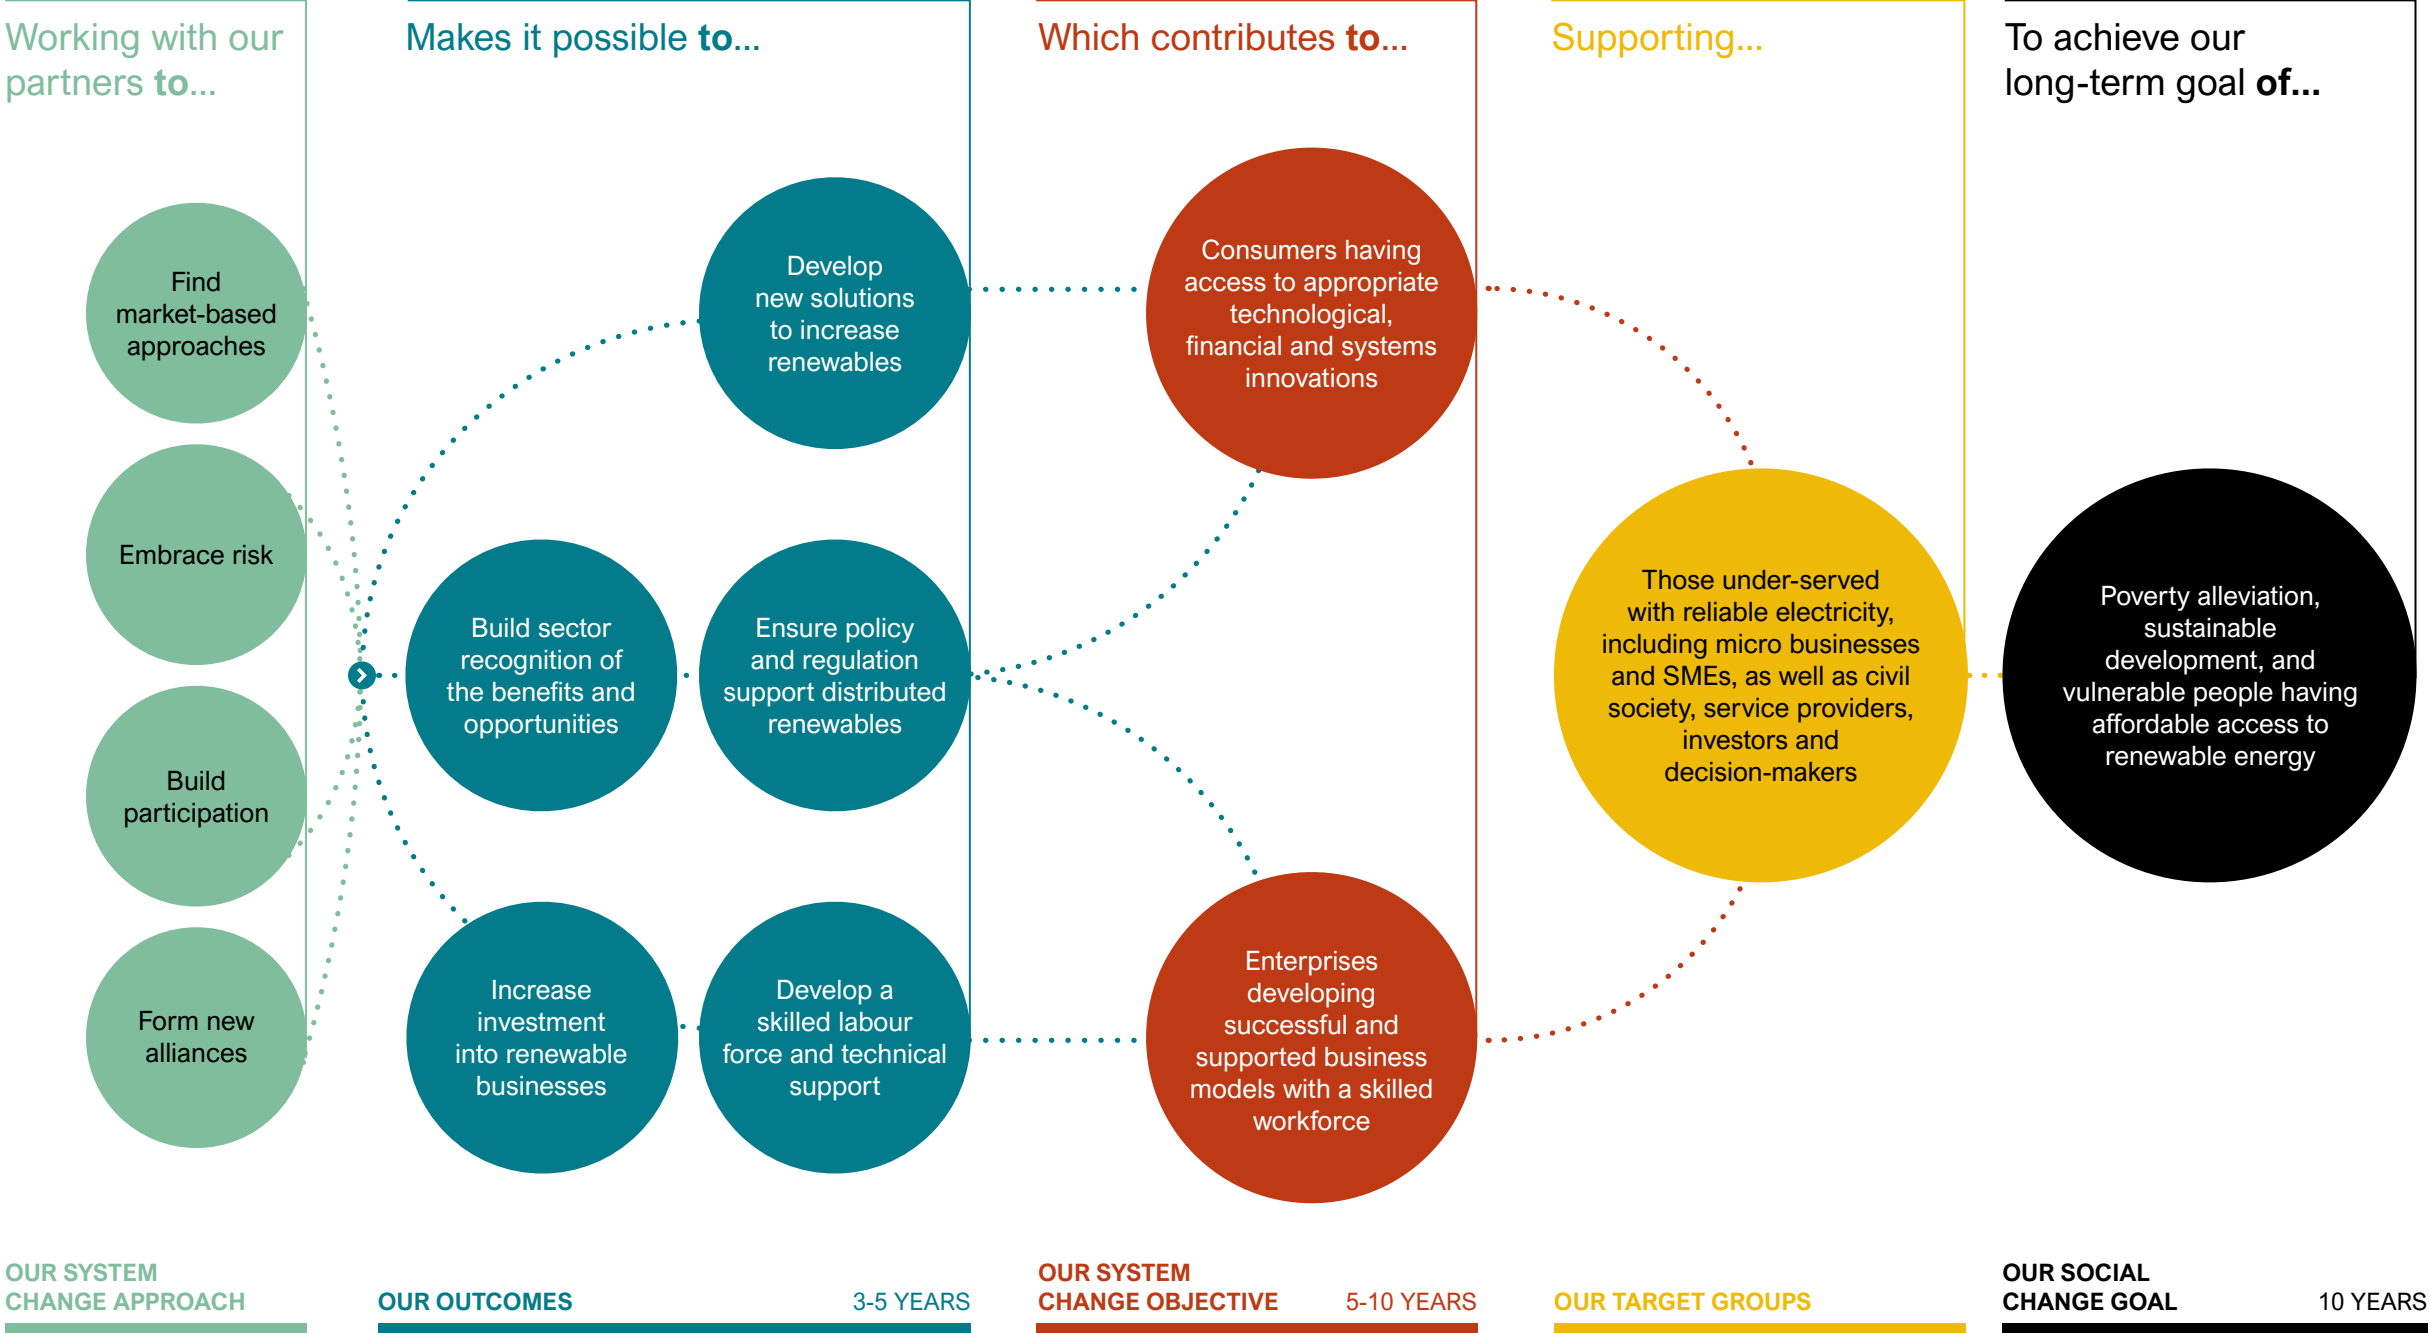 Working with our
partners to...
Makes it possible to...
Which contributes to...
Supporting...
To achieve our
long-term goal of...
Find
market-based
approaches
Embrace risk
Build
participation
Form new
alliances
Develop
new solutions
to increase
renewables
Build sector
recognition of
the benefits and
opportunities
Ensure policy
and regulation
support distributed
renewables
Increase
investment
into renewable
businesses
Develop a
skilled labour
force and technical
support
Consumers having
access to appropriate
technological,
financial and systems
innovations
Enterprises
developing
successful and
supported business
models with a skilled
workforce
Those under-served
with reliable electricity,
including micro businesses
and SMEs, as well as civil
society, service providers,
investors and
decision-makers
Poverty alleviation,
sustainable
development, and
vulnerable people having
affordable access to
renewable energy
OUR SYSTEM
CHANGE APPROACH
OUR OUTCOMES 3-5 YEARS
OUR SYSTEM
CHANGE OBJECTIVE 5-10 YEARS
OUR TARGET GROUPS
OUR SOCIAL
CHANGE GOAL 10 YEARS